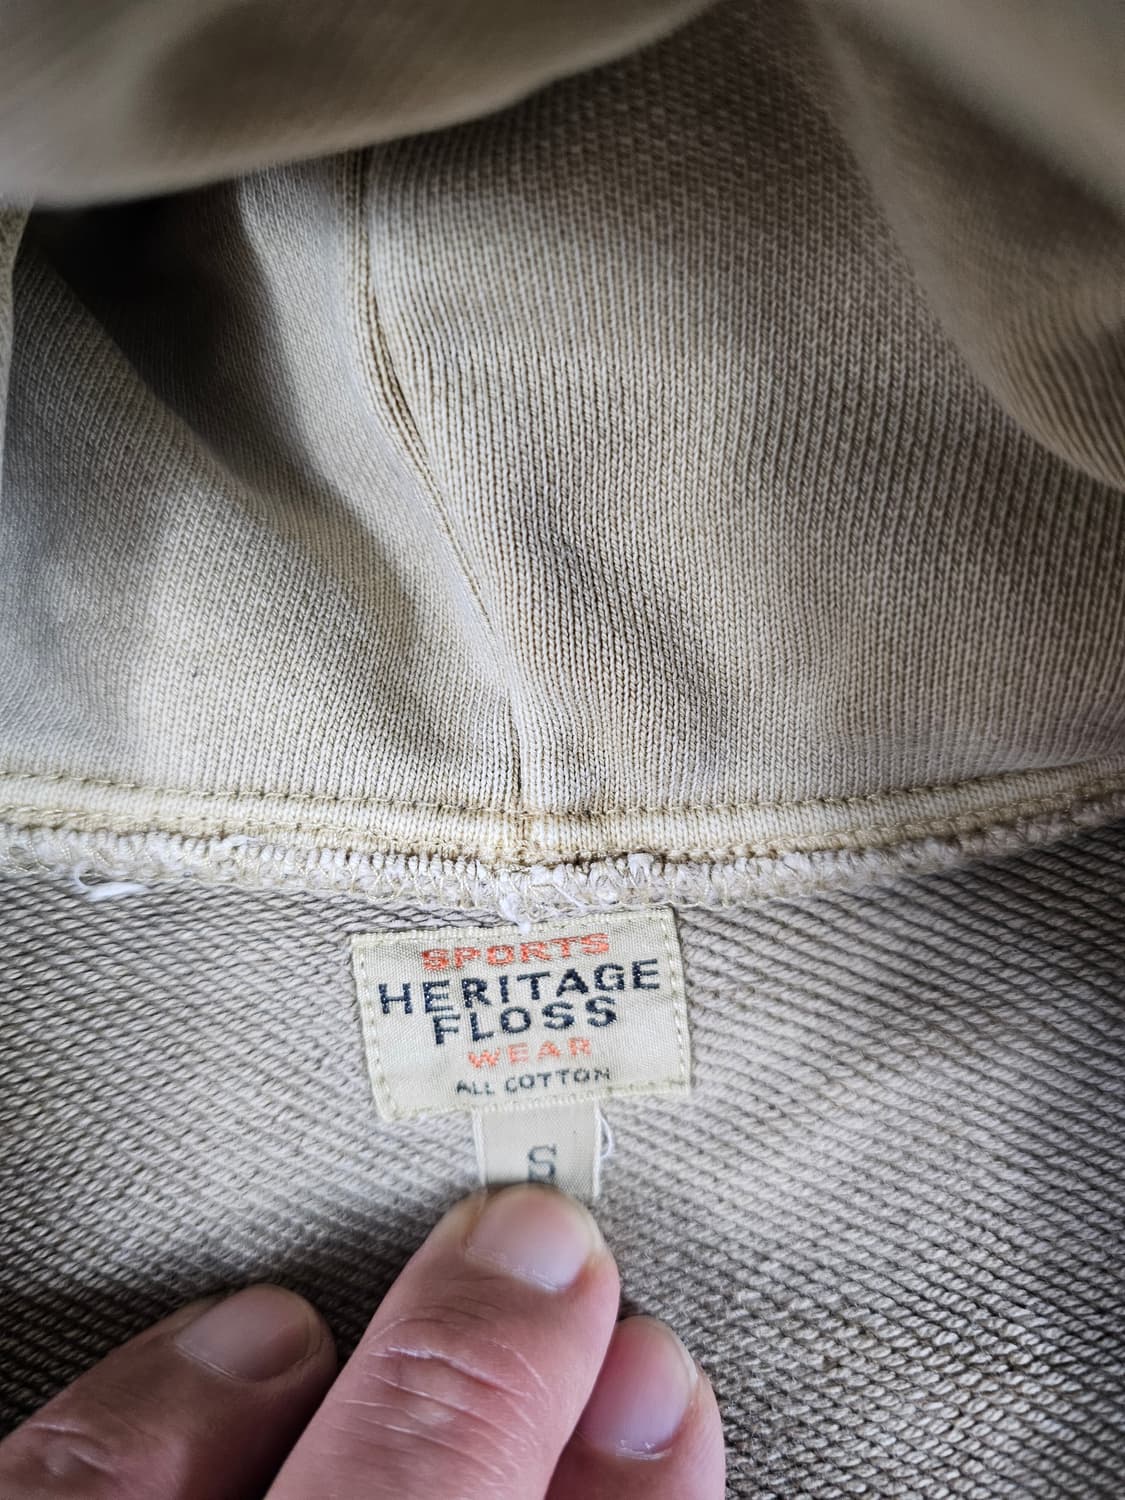 SPORTS
HERITAGE
FLOSS
WEAR
ALL COTTON
S